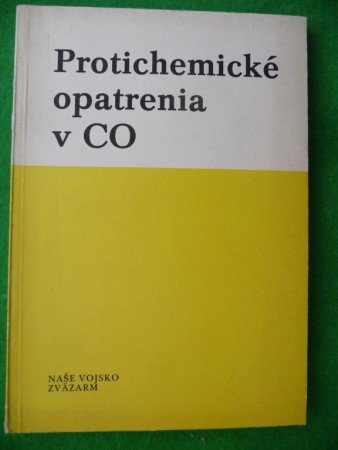 Protichemické
opatrenia
v CO
NAŠE VOJSKO
ZVÄZARM